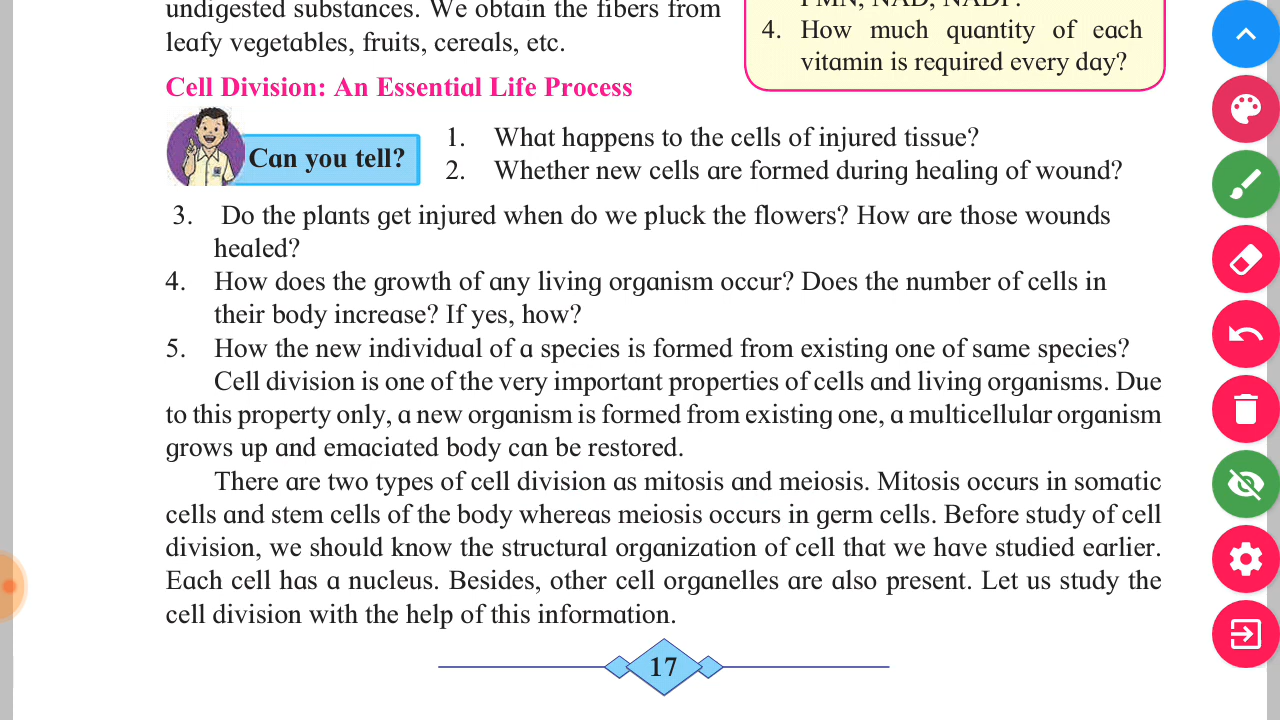 undigested substances. We obtain the fibers from
leafy vegetables, fruits, cereals, etc.
FMN, NAD, NADP?
4. How much quantity of each
vitamin is required every day?
Cell Division: An Essential Life Process
Can you tell?
1. What happens to the cells of injured tissue?
2. Whether new cells are formed during healing of wound?
3. Do the plants get injured when do we pluck the flowers? How are those wounds
healed?
4. How does the growth of any living organism occur? Does the number of cells in
their body increase? If yes, how?
5. How the new individual of a species is formed from existing one of same species?
Cell division is one of the very important properties of cells and living organisms. Due
to this property only, a new organism is formed from existing one, a multicellular organism
grows up and emaciated body can be restored.
There are two types of cell division as mitosis and meiosis. Mitosis occurs in somatic
cells and stem cells of the body whereas meiosis occurs in germ cells. Before study of cell
division, we should know the structural organization of cell that we have studied earlier.
Each cell has a nucleus. Besides, other cell organelles are also present. Let us study the
cell division with the help of this information.
17